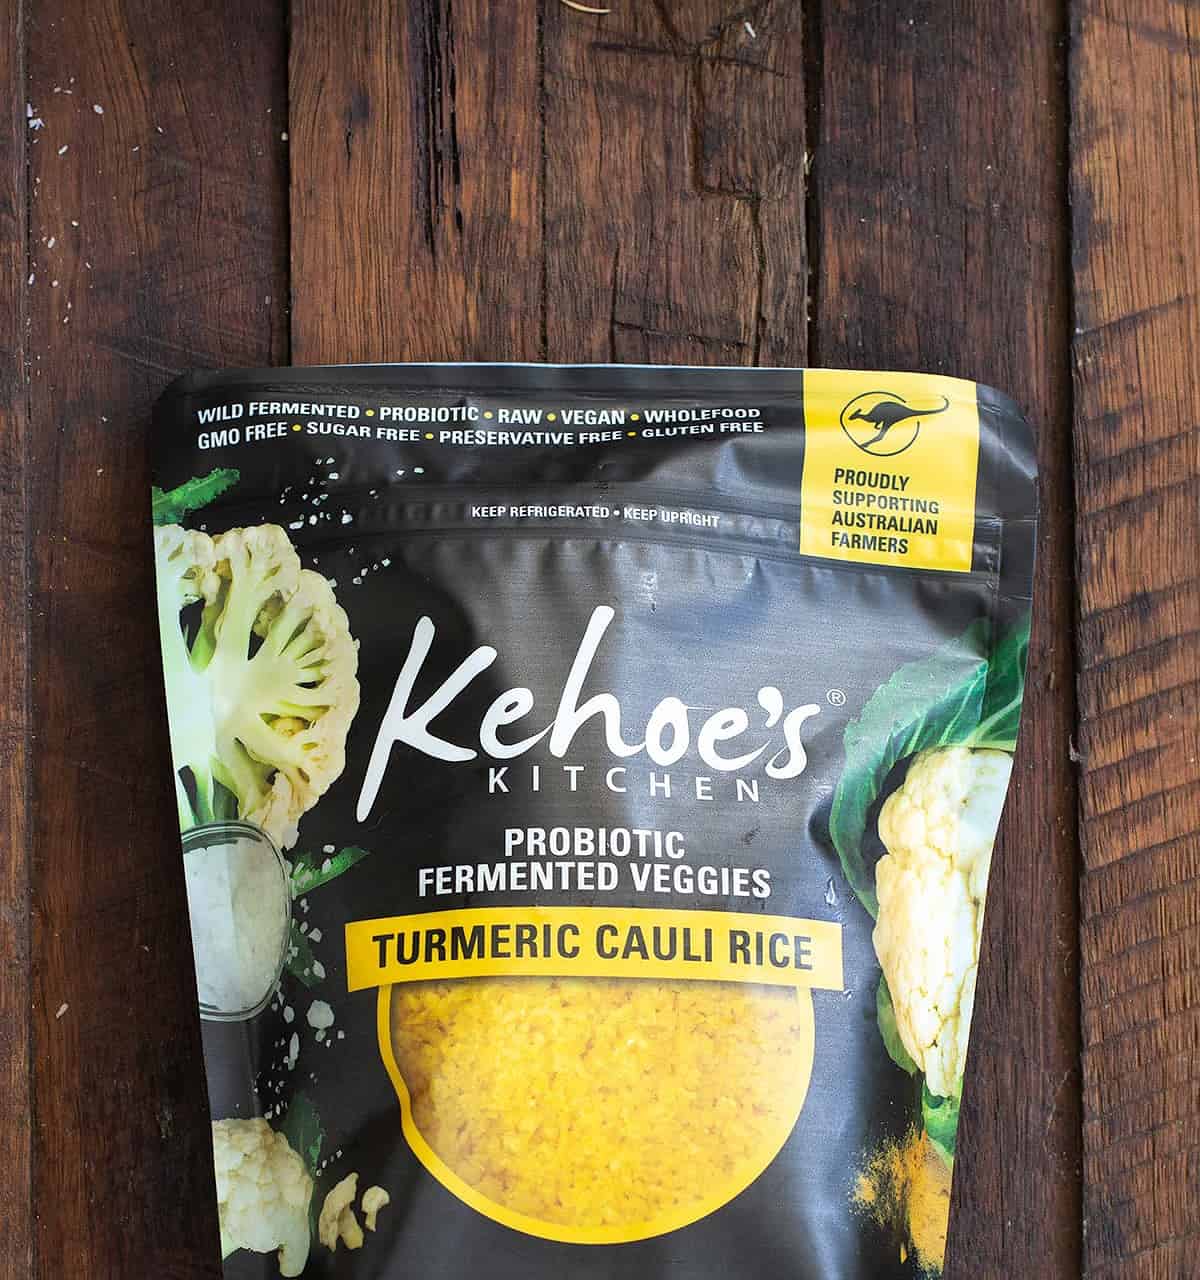 WILD FERMENTED • PROBIOTIC • RAW • VEGAN • WHOLEFOOD
GMO FREE • SUGAR FREE • PRESERVATIVE FREE • GLUTEN FREE
PROUDLY
SUPPORTING
AUSTRALIAN
FARMERS
KEEP REFRIGERATED • KEEP UPRIGHT
Kehoe's®
KITCHEN
PROBIOTIC
FERMENTED VEGGIES
TURMERIC CAULI RICE